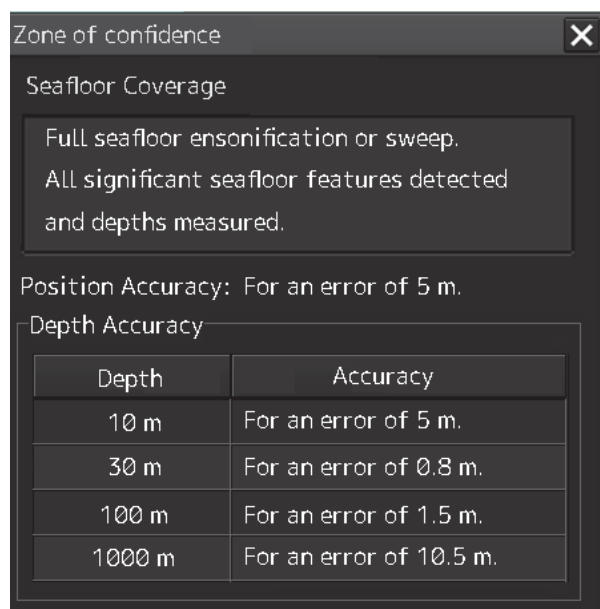 Zone of confidence
Seafloor Coverage
Full seafloor ensonification or sweep.
All significant seafloor features detected
and depths measured.
Position Accuracy: For an error of 5 m.
Depth Accuracy
Depth Accuracy
10 m For an error of 5 m.
30 m For an error of 0.8 m.
100 m For an error of 1.5 m.
1000 m For an error of 10.5 m.